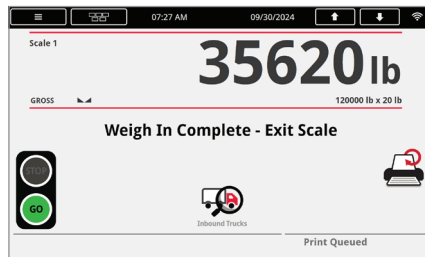 07:27 AM 09/30/2024
Scale 1
35620 lb
GROSS 120000 lb x 20 lb
Weigh In Complete - Exit Scale
STOP
GO
Inbound Trucks
Print Queued